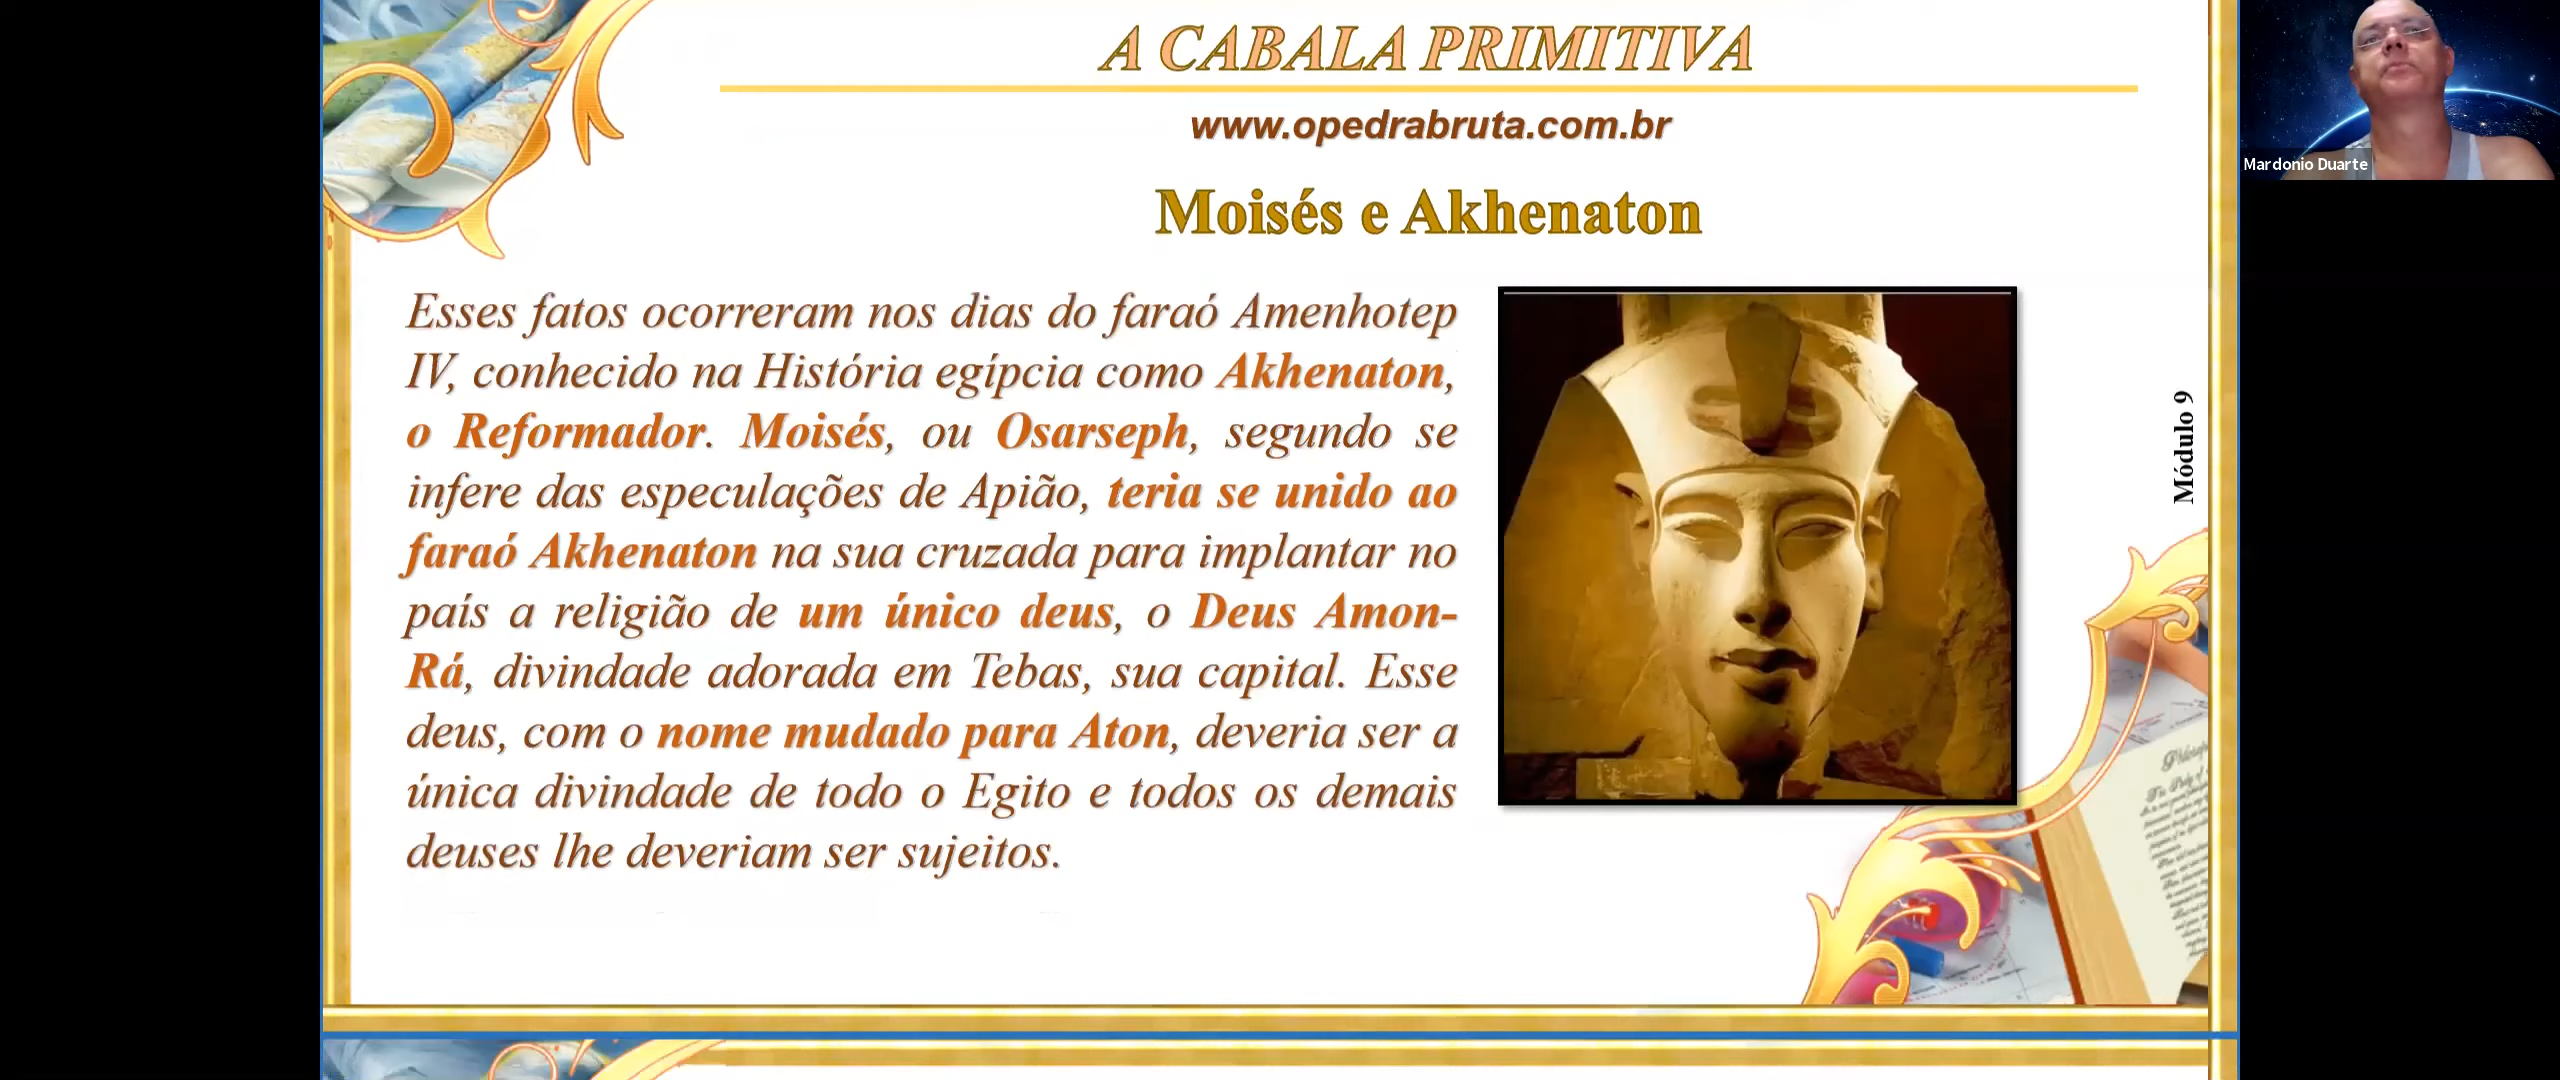 A CABALA PRIMITIVA
www.opedrabruta.com.br
Moisés e Akhenaton
Esses fatos ocorreram nos dias do faraó Amenhotep
IV, conhecido na História egípcia como Akhenaton,
o Reformador. Moisés, ou Osarseph, segundo se
infere das especulações de Apião, teria se unido ao
faraó Akhenaton na sua cruzada para implantar no
país a religião de um único deus, o Deus Amon-
Rá, divindade adorada em Tebas, sua capital. Esse
deus, com o nome mudado para Aton, deveria ser a
única divindade de todo o Egito e todos os demais
deuses lhe deveriam ser sujeitos.
Módulo 9
Mardonio Duarte